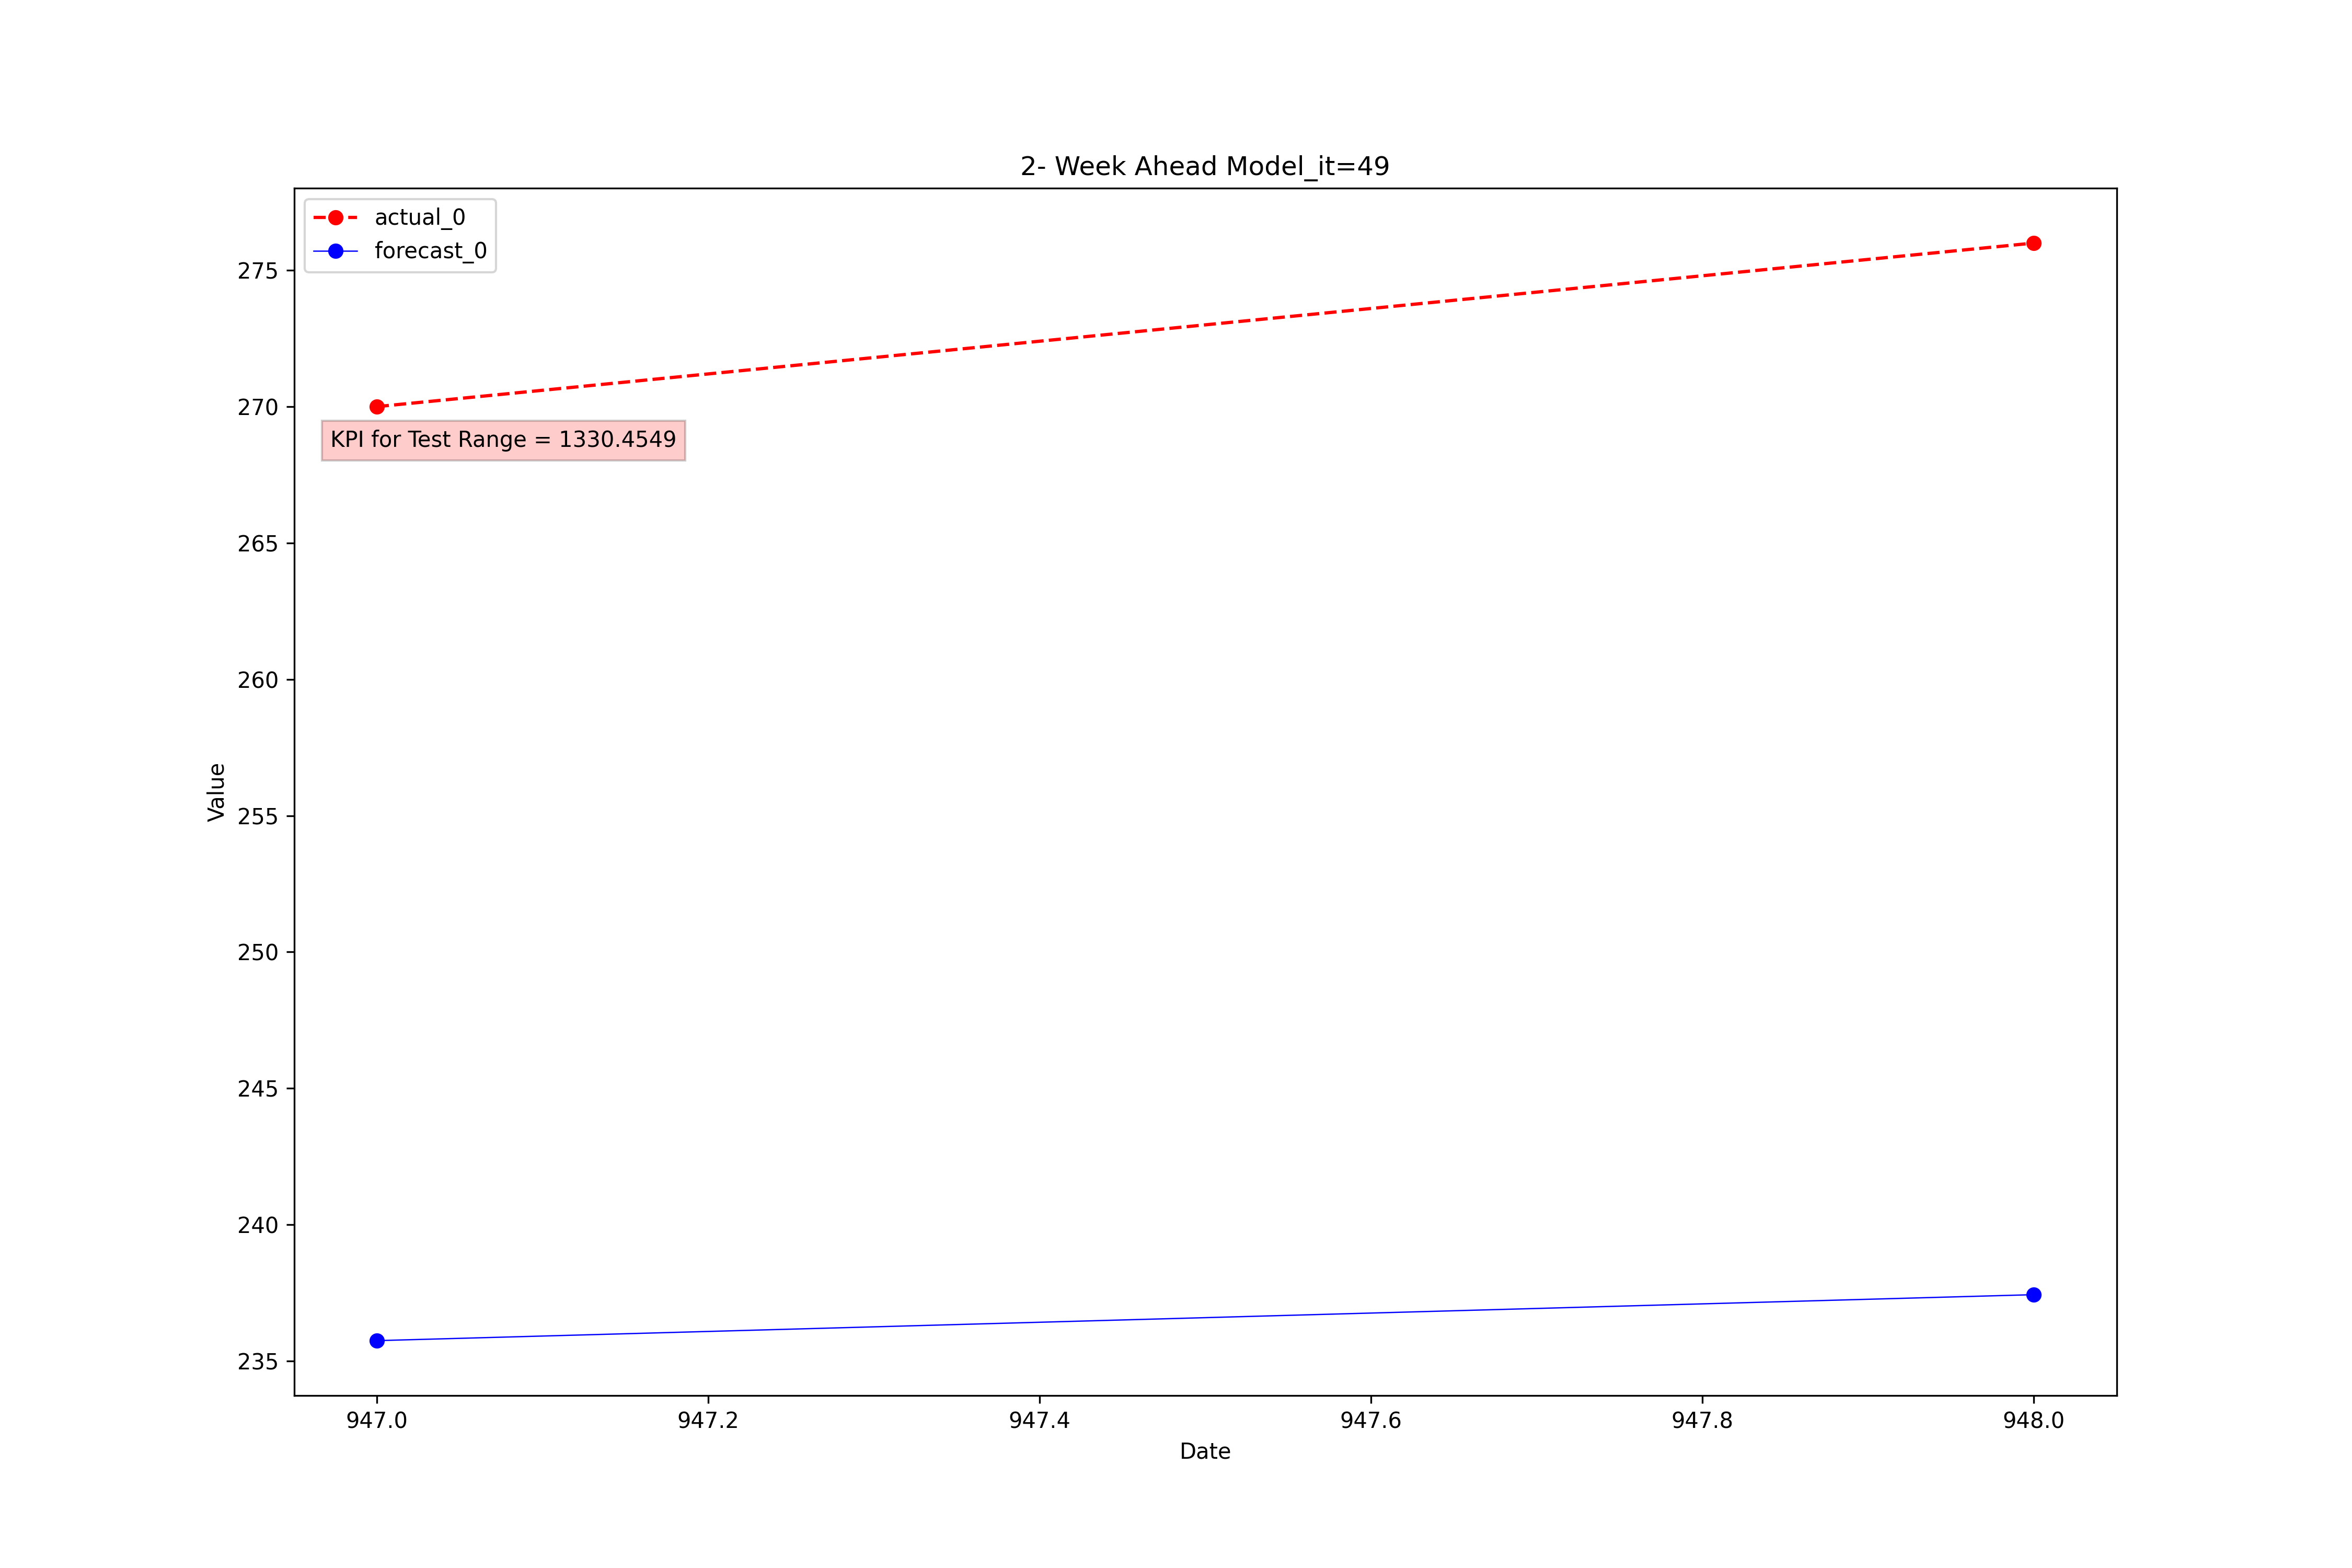 2- Week Ahead Model_it=49
actual_0
forecast_0
KPI for Test Range = 1330.4549
275
270
265
260
255
250
245
240
235
Value
947.0
947.2
947.4
947.6
947.8
948.0
Date